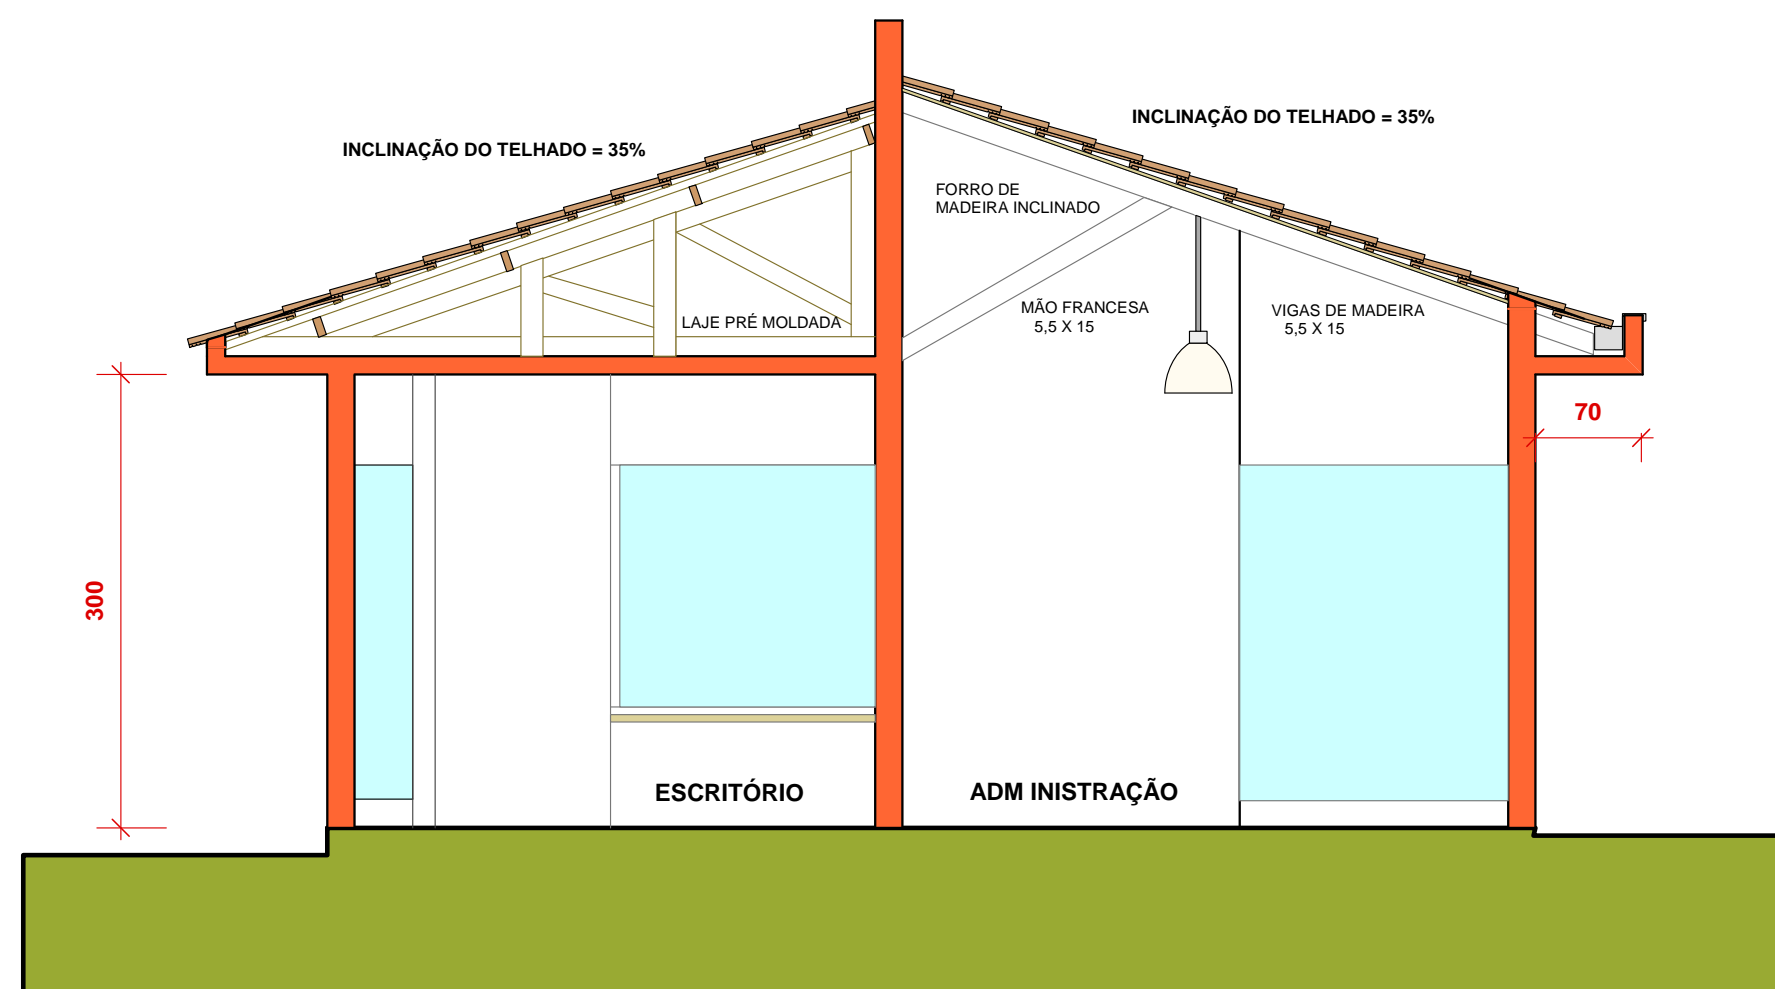 INCLINAÇÃO DO TELHADO = 35%
INCLINAÇÃO DO TELHADO = 35%
FORRO DE
MADEIRA INCLINADO
LAJE PRÉ MOLDADA
MÃO FRANCESA
5,5 X 15
VIGAS DE MADEIRA
5,5 X 15
70
300
ESCRITÓRIO
ADM INISTRAÇÃO